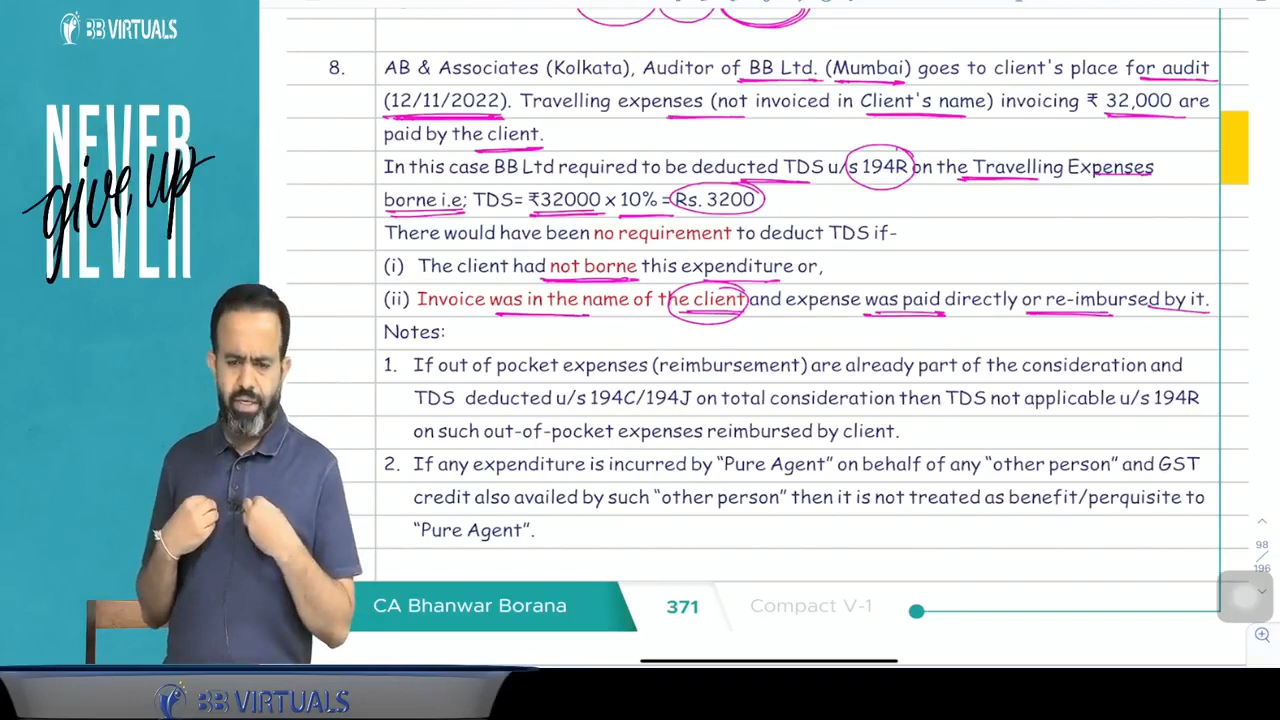 BB VIRTUALS
NEVER
give up
NEVER
8. AB & Associates (Kolkata), Auditor of BB Ltd. (Mumbai) goes to client's place for audit
(12/11/2022). Travelling expenses (not invoiced in Client's name) invoicing ₹ 32,000 are
paid by the client.
In this case BB Ltd required to be deducted TDS u/s 194R on the Travelling Expenses
borne i.e; TDS= ₹32000 x 10% = Rs. 3200
There would have been no requirement to deduct TDS if-
(i) The client had not borne this expenditure or,
(ii) Invoice was in the name of the client and expense was paid directly or re-imbursed by it.
Notes:
1. If out of pocket expenses (reimbursement) are already part of the consideration and
TDS deducted u/s 194C/194J on total consideration then TDS not applicable u/s 194R
on such out-of-pocket expenses reimbursed by client.
2. If any expenditure is incurred by “Pure Agent” on behalf of any “other person” and GST
credit also availed by such “other person” then it is not treated as benefit/perquisite to
“Pure Agent”.
98
196
CA Bhanwar Borana 371 Compact V-1
BB VIRTUALS